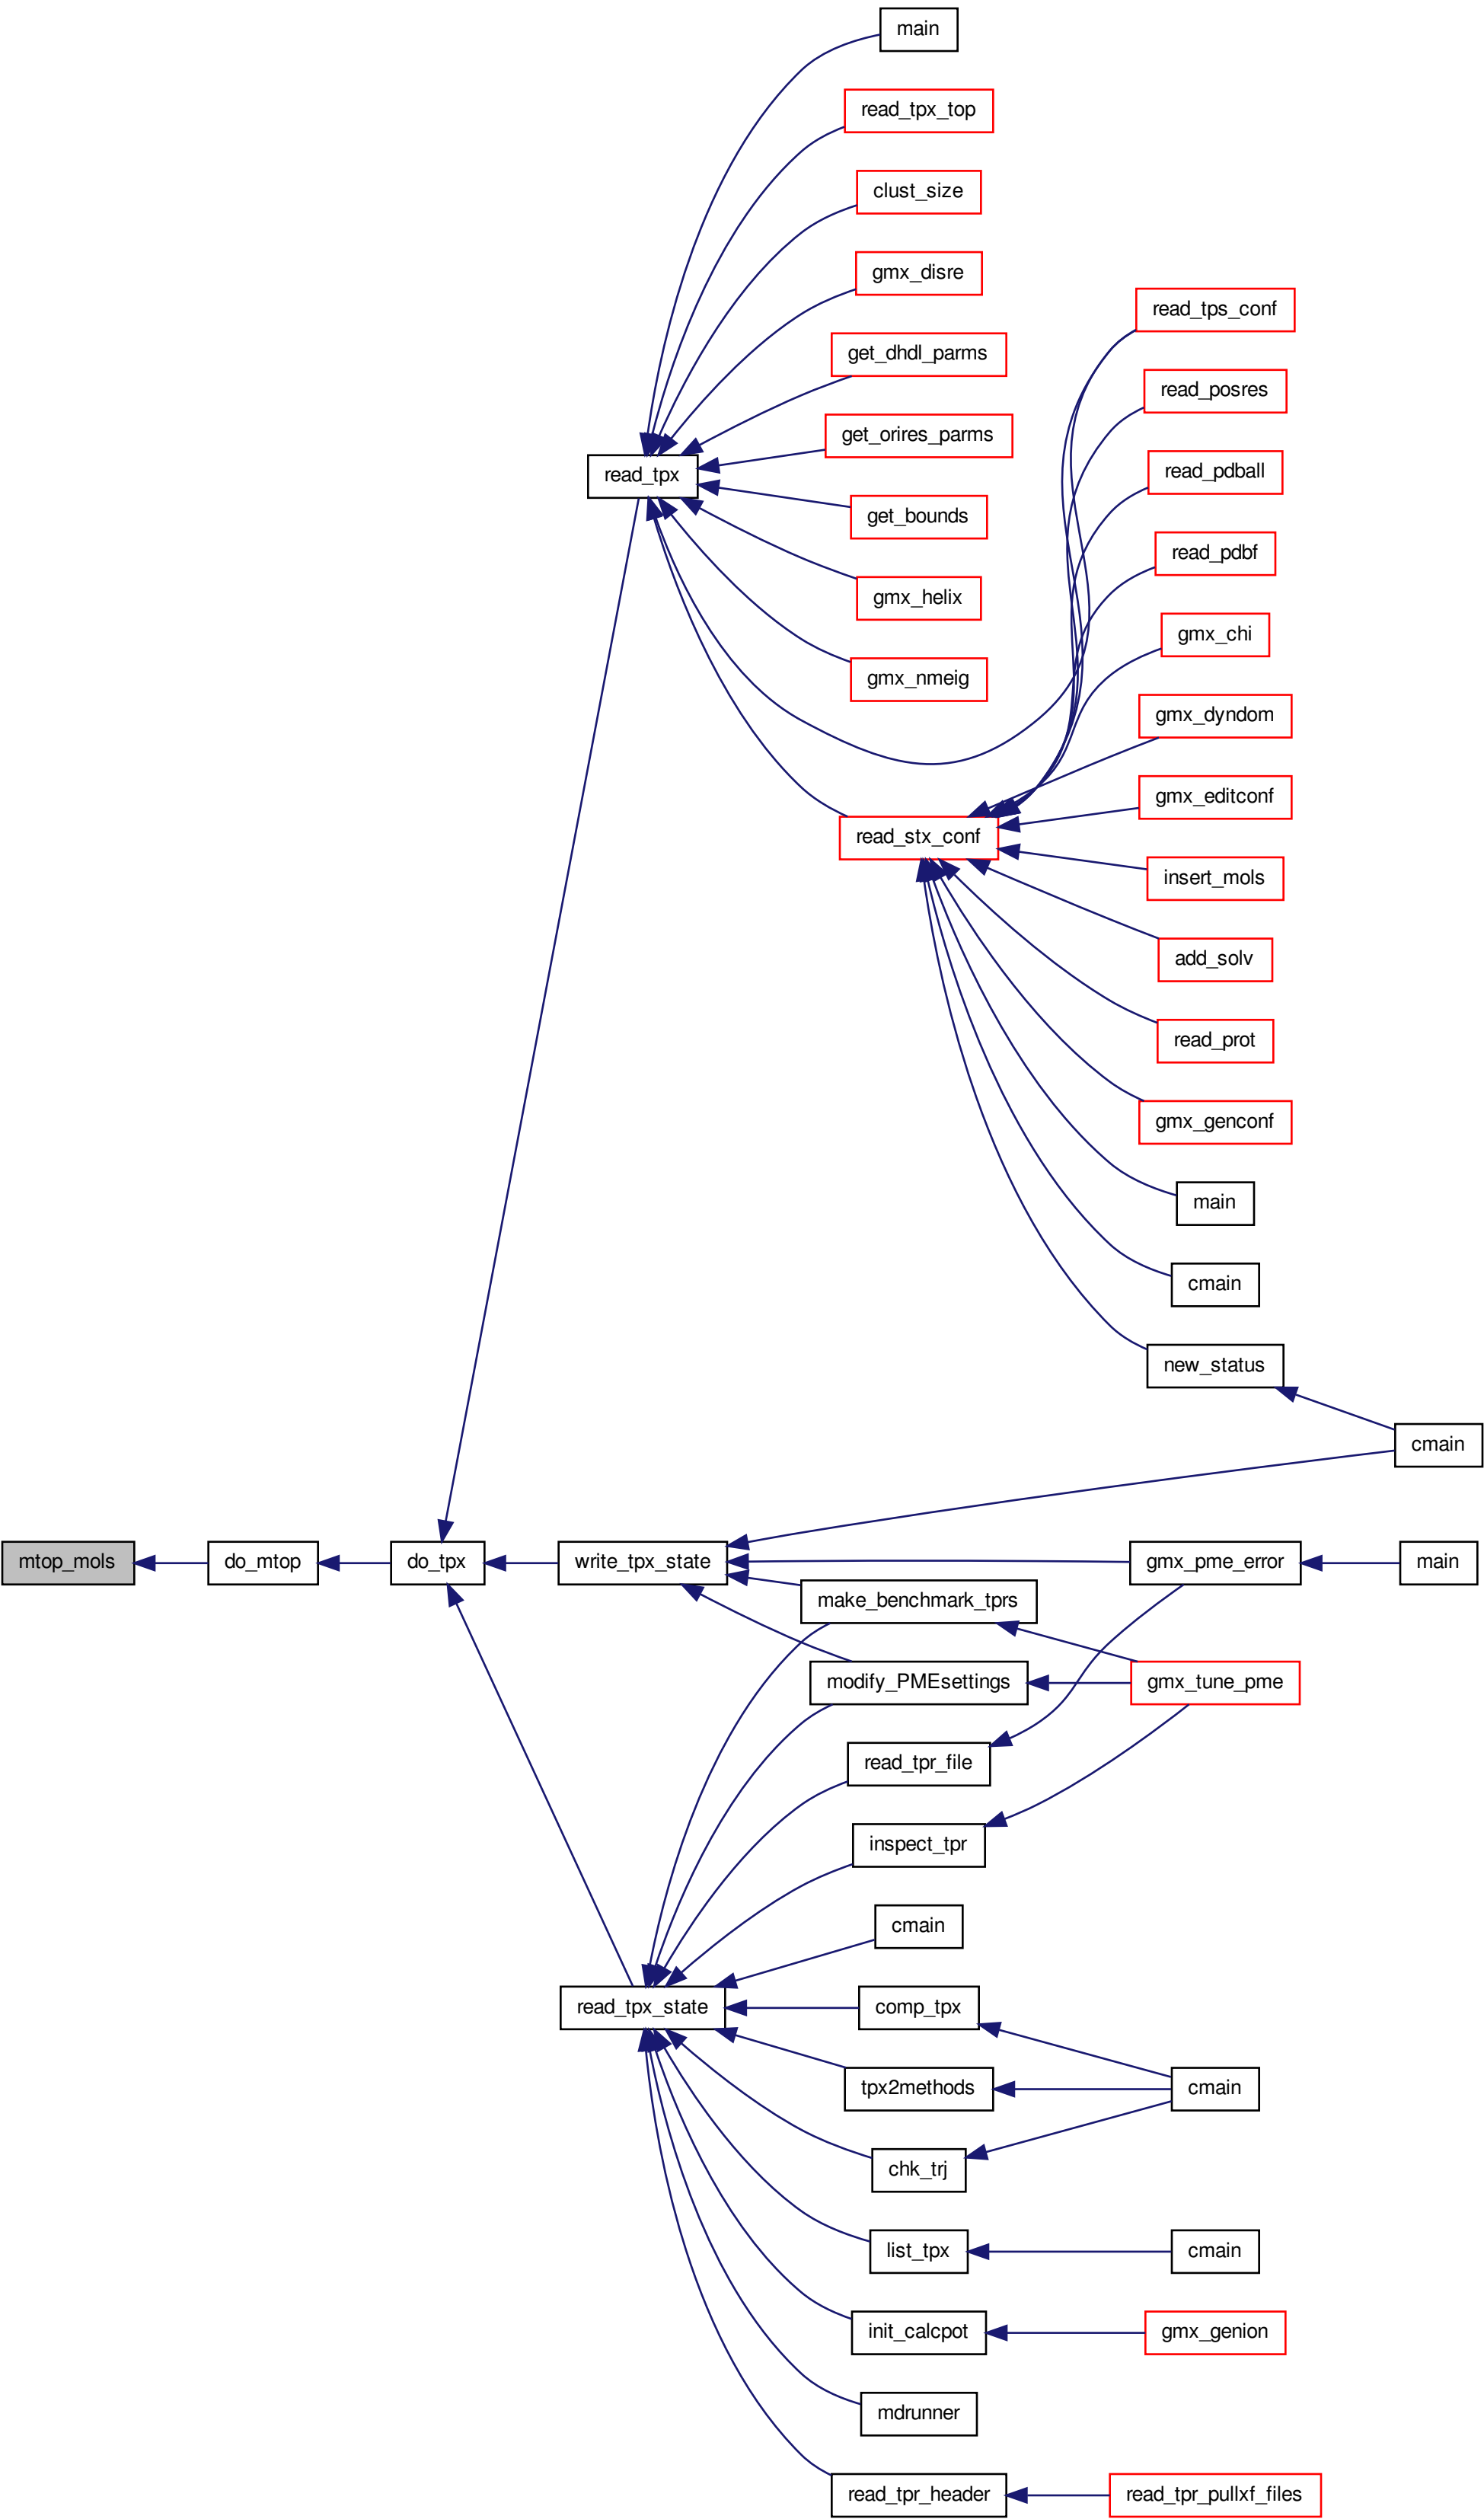 main
read_tpx_top
clust_size
gmx_disre
read_tps_conf
get_dhdl_parms
read_posres
get_orires_parms
read_pdball
read_tpx
get_bounds
read_pdbf
gmx_helix
gmx_chi
gmx_nmeig
gmx_dyndom
gmx_editconf
read_stx_conf
insert_mols
add_solv
read_prot
gmx_genconf
main
cmain
new_status
cmain
mtop_mols
do_mtop
do_tpx
write_tpx_state
gmx_pme_error
main
make_benchmark_tprs
modify_PMEsettings
gmx_tune_pme
read_tpr_file
inspect_tpr
cmain
read_tpx_state
comp_tpx
tpx2methods
cmain
chk_trj
list_tpx
cmain
init_calcpot
gmx_genion
mdrunner
read_tpr_header
read_tpr_pullxf_files